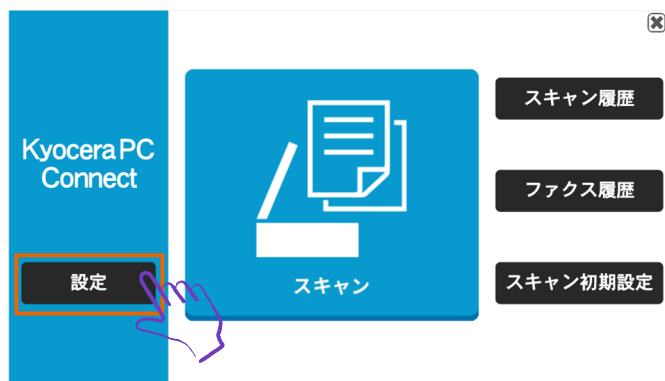 Kyocera PC
Connect
設定
スキャン
スキャン履歴
ファクス履歴
スキャン初期設定